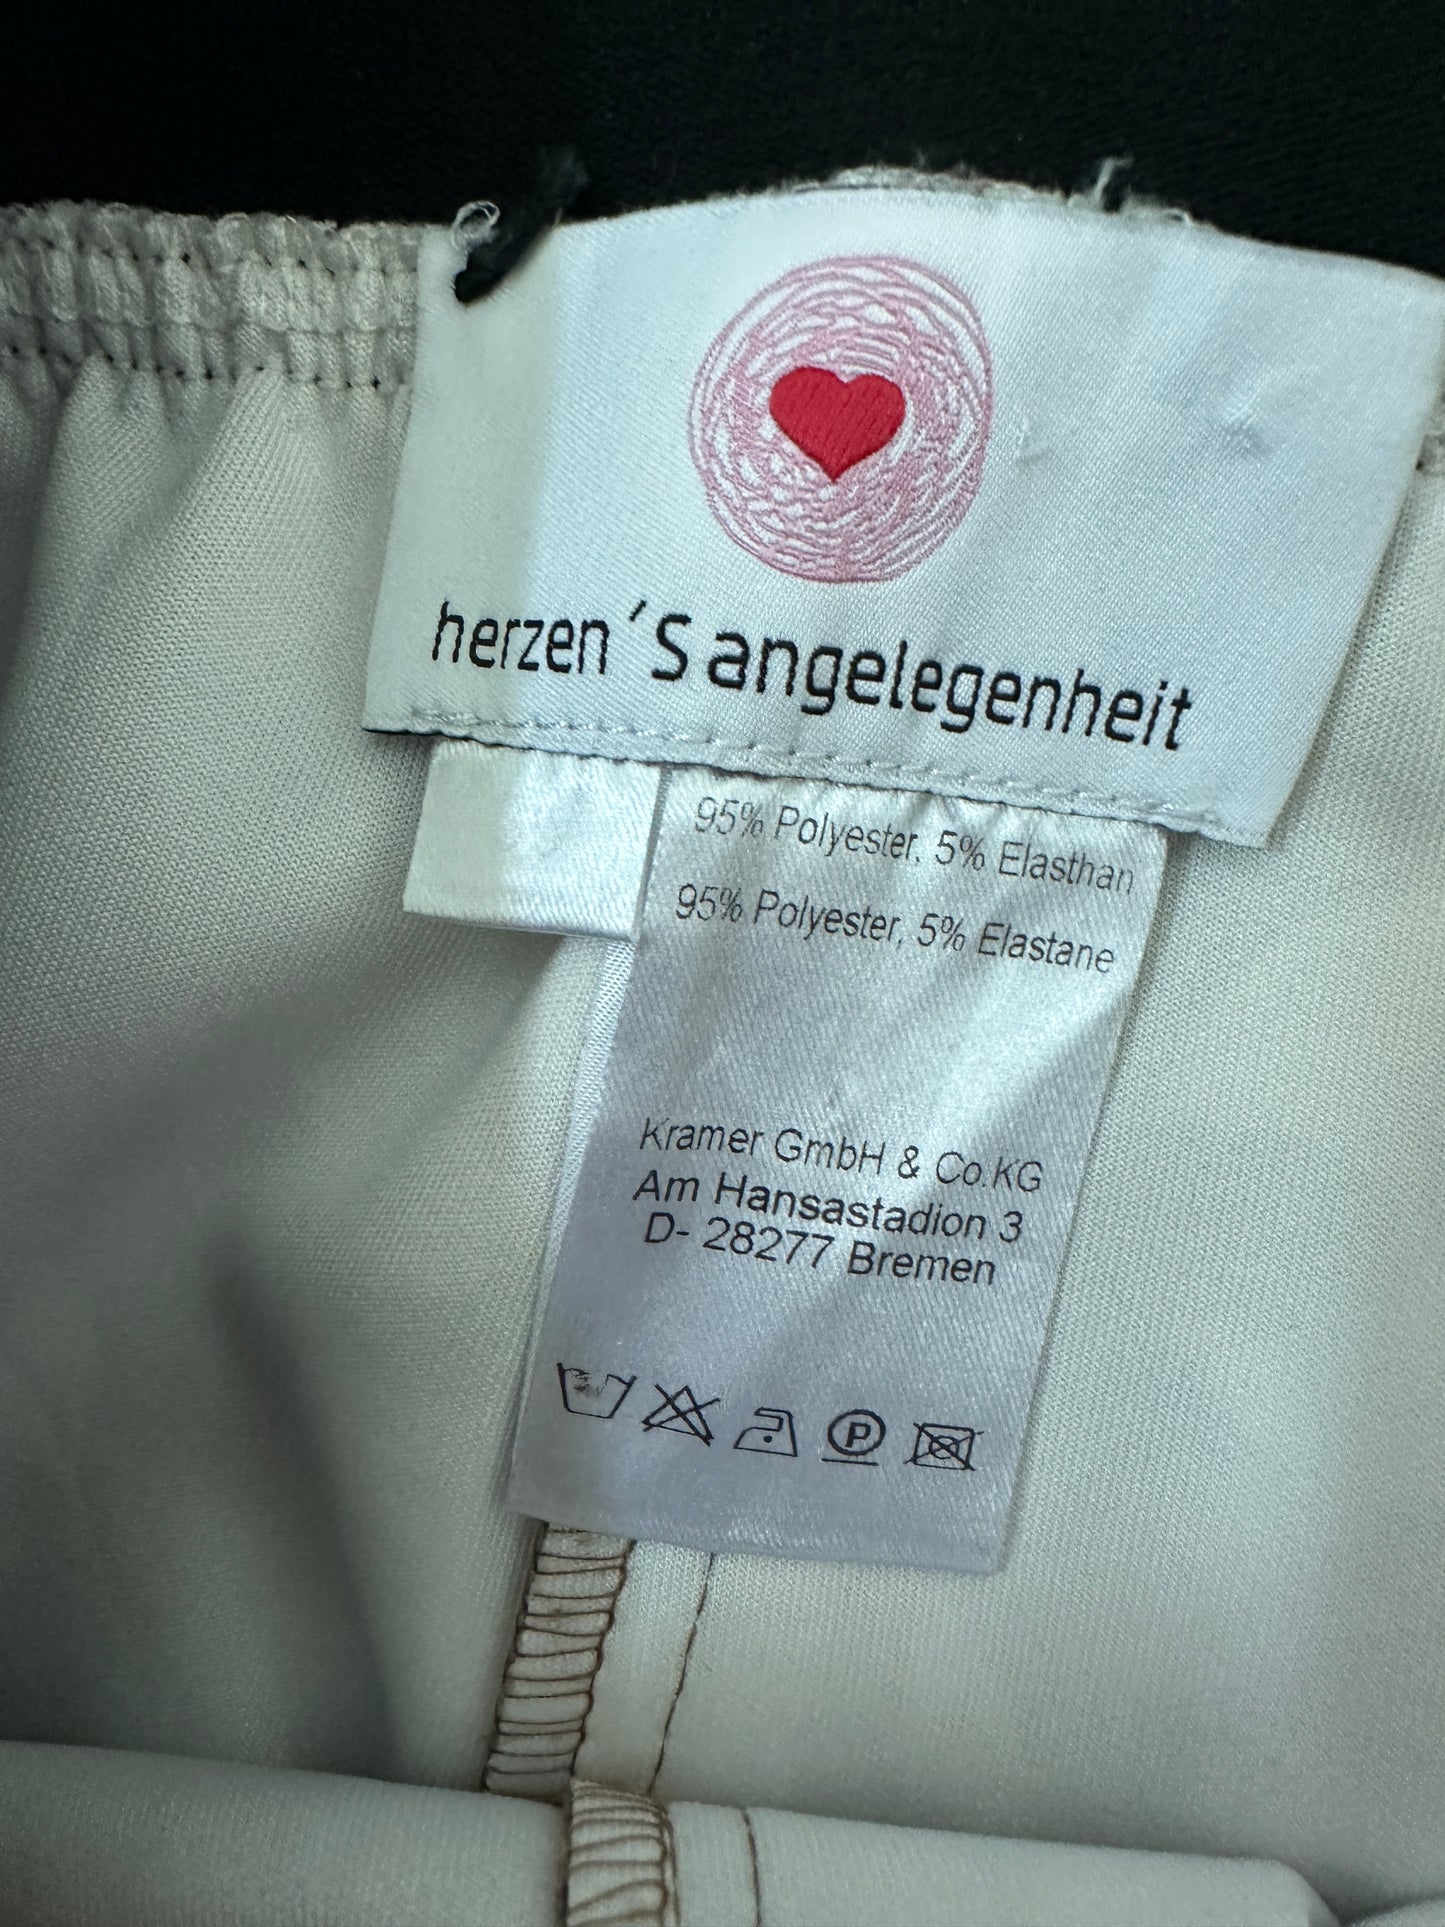 herzen ´S angelegenheit
95% Polyester, 5% Elasthan
95% Polyester, 5% Elastane
Kramer GmbH & Co.KG
Am Hansastadion 3
D- 28277 Bremen
P